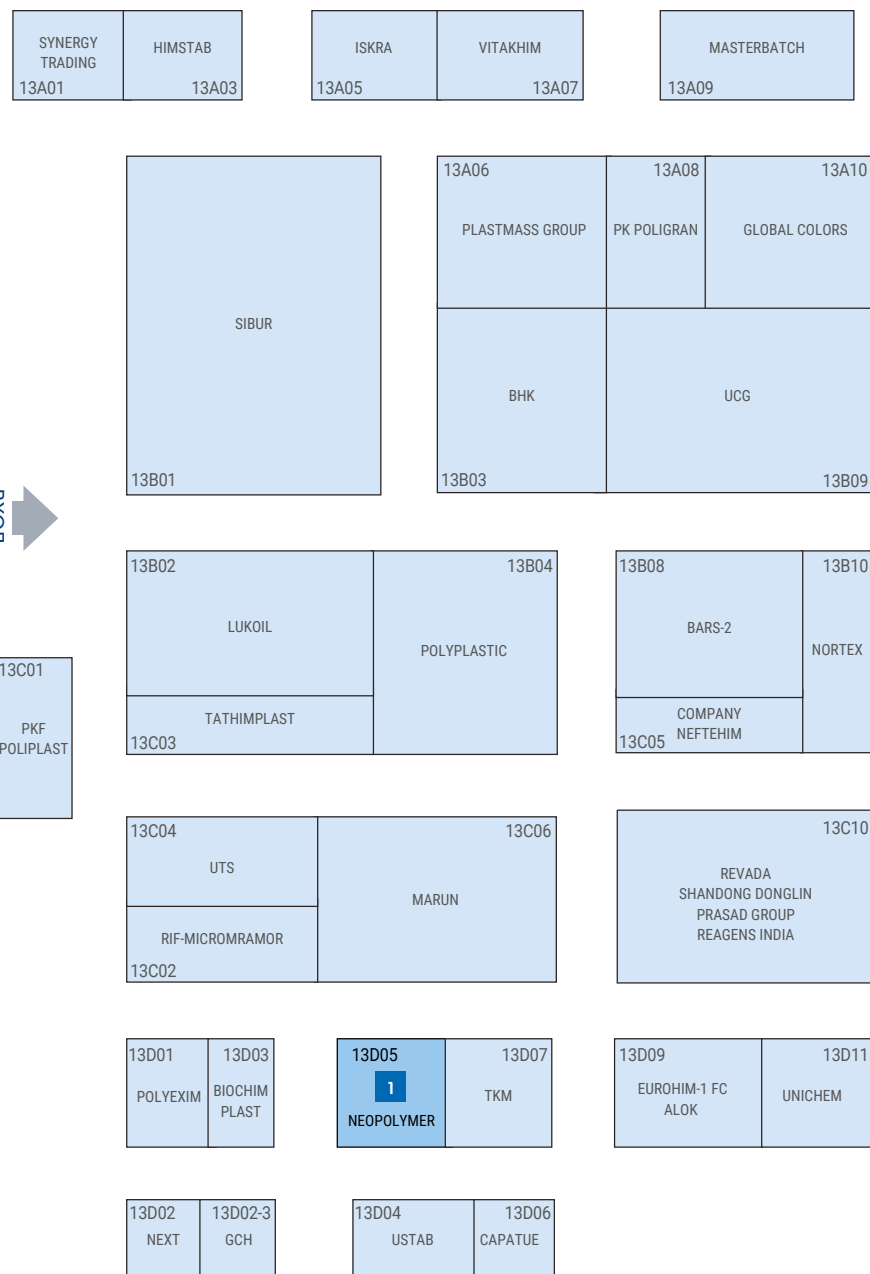 SYNERGY
TRADING
13A01
HIMSTAB
13A03
ISKRA
13A05
VITAKHIM
13A07
MASTERBATCH
13A09
SIBUR
13B01
13A06
PLASTMASS GROUP
13A08
PK POLIGRAN
13A10
GLOBAL COLORS
BHK
13B03
UCG
13B09
13B02
LUKOIL
TATHIMPLAST
13C03
13B04
POLYPLASTIC
13B08
BARS-2
COMPANY
NEFTEHIM
13C05
13B10
NORTEX
13C01
PKF
POLIPLAST
13C04
UTS
RIF-MICROMRAMOR
13C02
13C06
MARUN
13C10
REVADA
SHANDONG DONGLIN
PRASAD GROUP
REAGENS INDIA
13D01
POLYEXIM
13D03
BIOCHIM
PLAST
13D05
1
NEOPOLYMER
13D07
TKM
13D09
EUROHIM-1 FC
ALOK
13D11
UNICHEM
13D02
NEXT
13D02-3
GCH
13D04
USTAB
13D06
CAPATUE